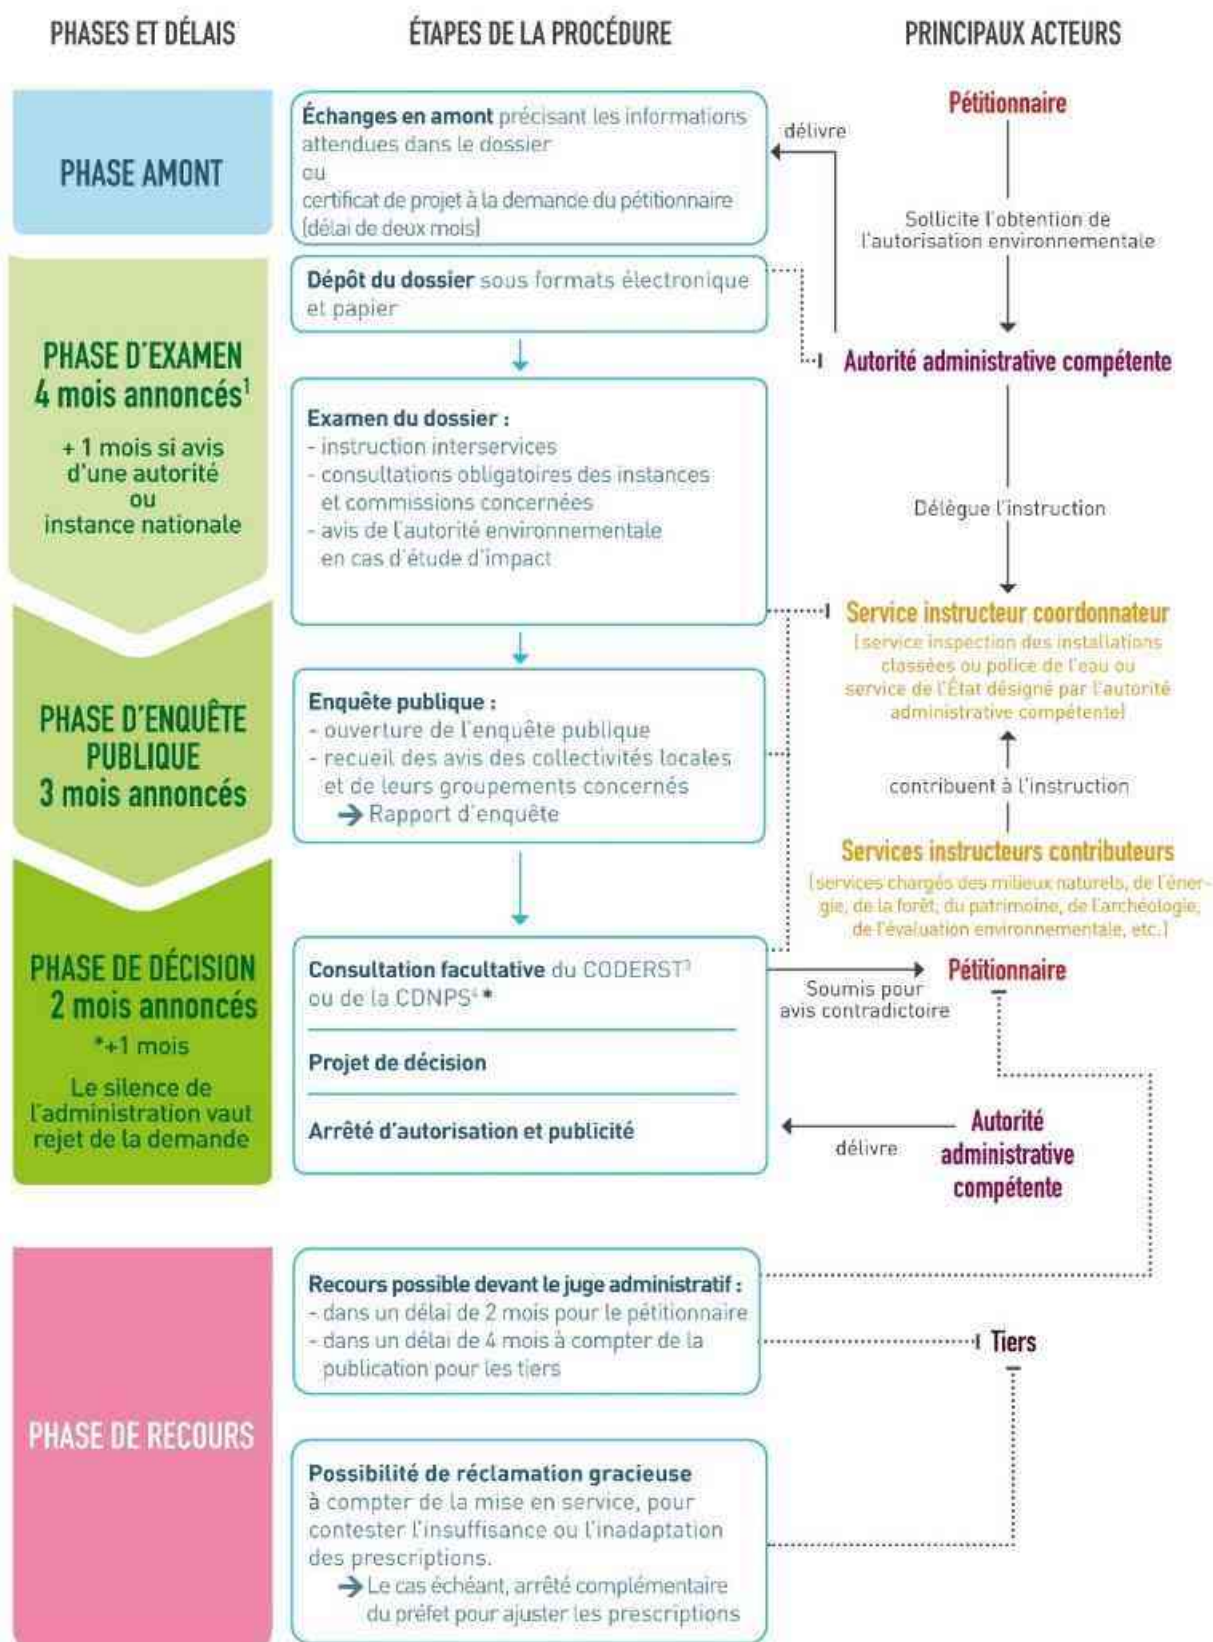 PHASES ET DÉLAIS
ÉTAPES DE LA PROCÉDURE
PRINCIPAUX ACTEURS
PHASE AMONT
Échanges en amont précisant les informations
attendues dans le dossier
ou
certificat de projet à la demande du pétitionnaire
(délai de deux mois)
délivre
Pétitionnaire
Sollicite l'obtention de
l'autorisation environnementale
PHASE D'EXAMEN
4 mois annoncés¹
+ 1 mois si avis
d'une autorité
ou
instance nationale
Dépôt du dossier sous formats électronique
et papier
Autorité administrative compétente
Examen du dossier :
- instruction interservices
- consultations obligatoires des instances
et commissions concernées
- avis de l'autorité environnementale
en cas d'étude d'impact
Délègue l'instruction
Service instructeur coordonnateur
(service inspection des installations
classées ou police de l'eau ou
service de l'État désigné par l'autorité
administrative compétente)
PHASE D'ENQUÊTE
PUBLIQUE
3 mois annoncés
Enquête publique :
- ouverture de l'enquête publique
- recueil des avis des collectivités locales
et de leurs groupements concernés
➔ Rapport d'enquête
contribuent à l'instruction
Services instructeurs contributeurs
(services chargés des milieux naturels, de l'éner-
gie, de la forêt, du patrimoine, de l'archéologie,
de l'évaluation environnementale, etc.)
PHASE DE DÉCISION
2 mois annoncés
*+1 mois
Le silence de
l'administration vaut
rejet de la demande
Consultation facultative du CODERST³
ou de la CDNPS⁴ *
Projet de décision
Arrêté d'autorisation et publicité
Soumis pour
avis contradictoire
Pétitionnaire
délivre
Autorité
administrative
compétente
PHASE DE RECOURS
Recours possible devant le juge administratif :
- dans un délai de 2 mois pour le pétitionnaire
- dans un délai de 4 mois à compter de la
publication pour les tiers
Tiers
Possibilité de réclamation gracieuse
à compter de la mise en service, pour
contester l'insuffisance ou l'inadaptation
des prescriptions.
➔ Le cas échéant, arrêté complémentaire
du préfet pour ajuster les prescriptions